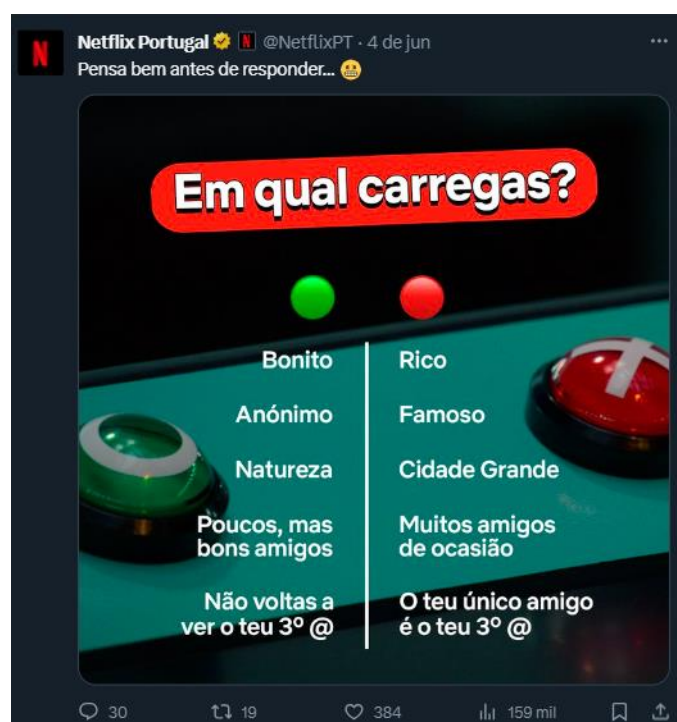 Netflix Portugal @NetflixPT · 4 de jun
Pensa bem antes de responder...
Em qual carregas?
Bonito
Rico
Anónimo
Famoso
Natureza
Cidade Grande
Poucos, mas
bons amigos
Muitos amigos
de ocasião
Não voltas a
ver o teu 3º @
O teu único amigo
é o teu 3º @
30 19 384 159 mil